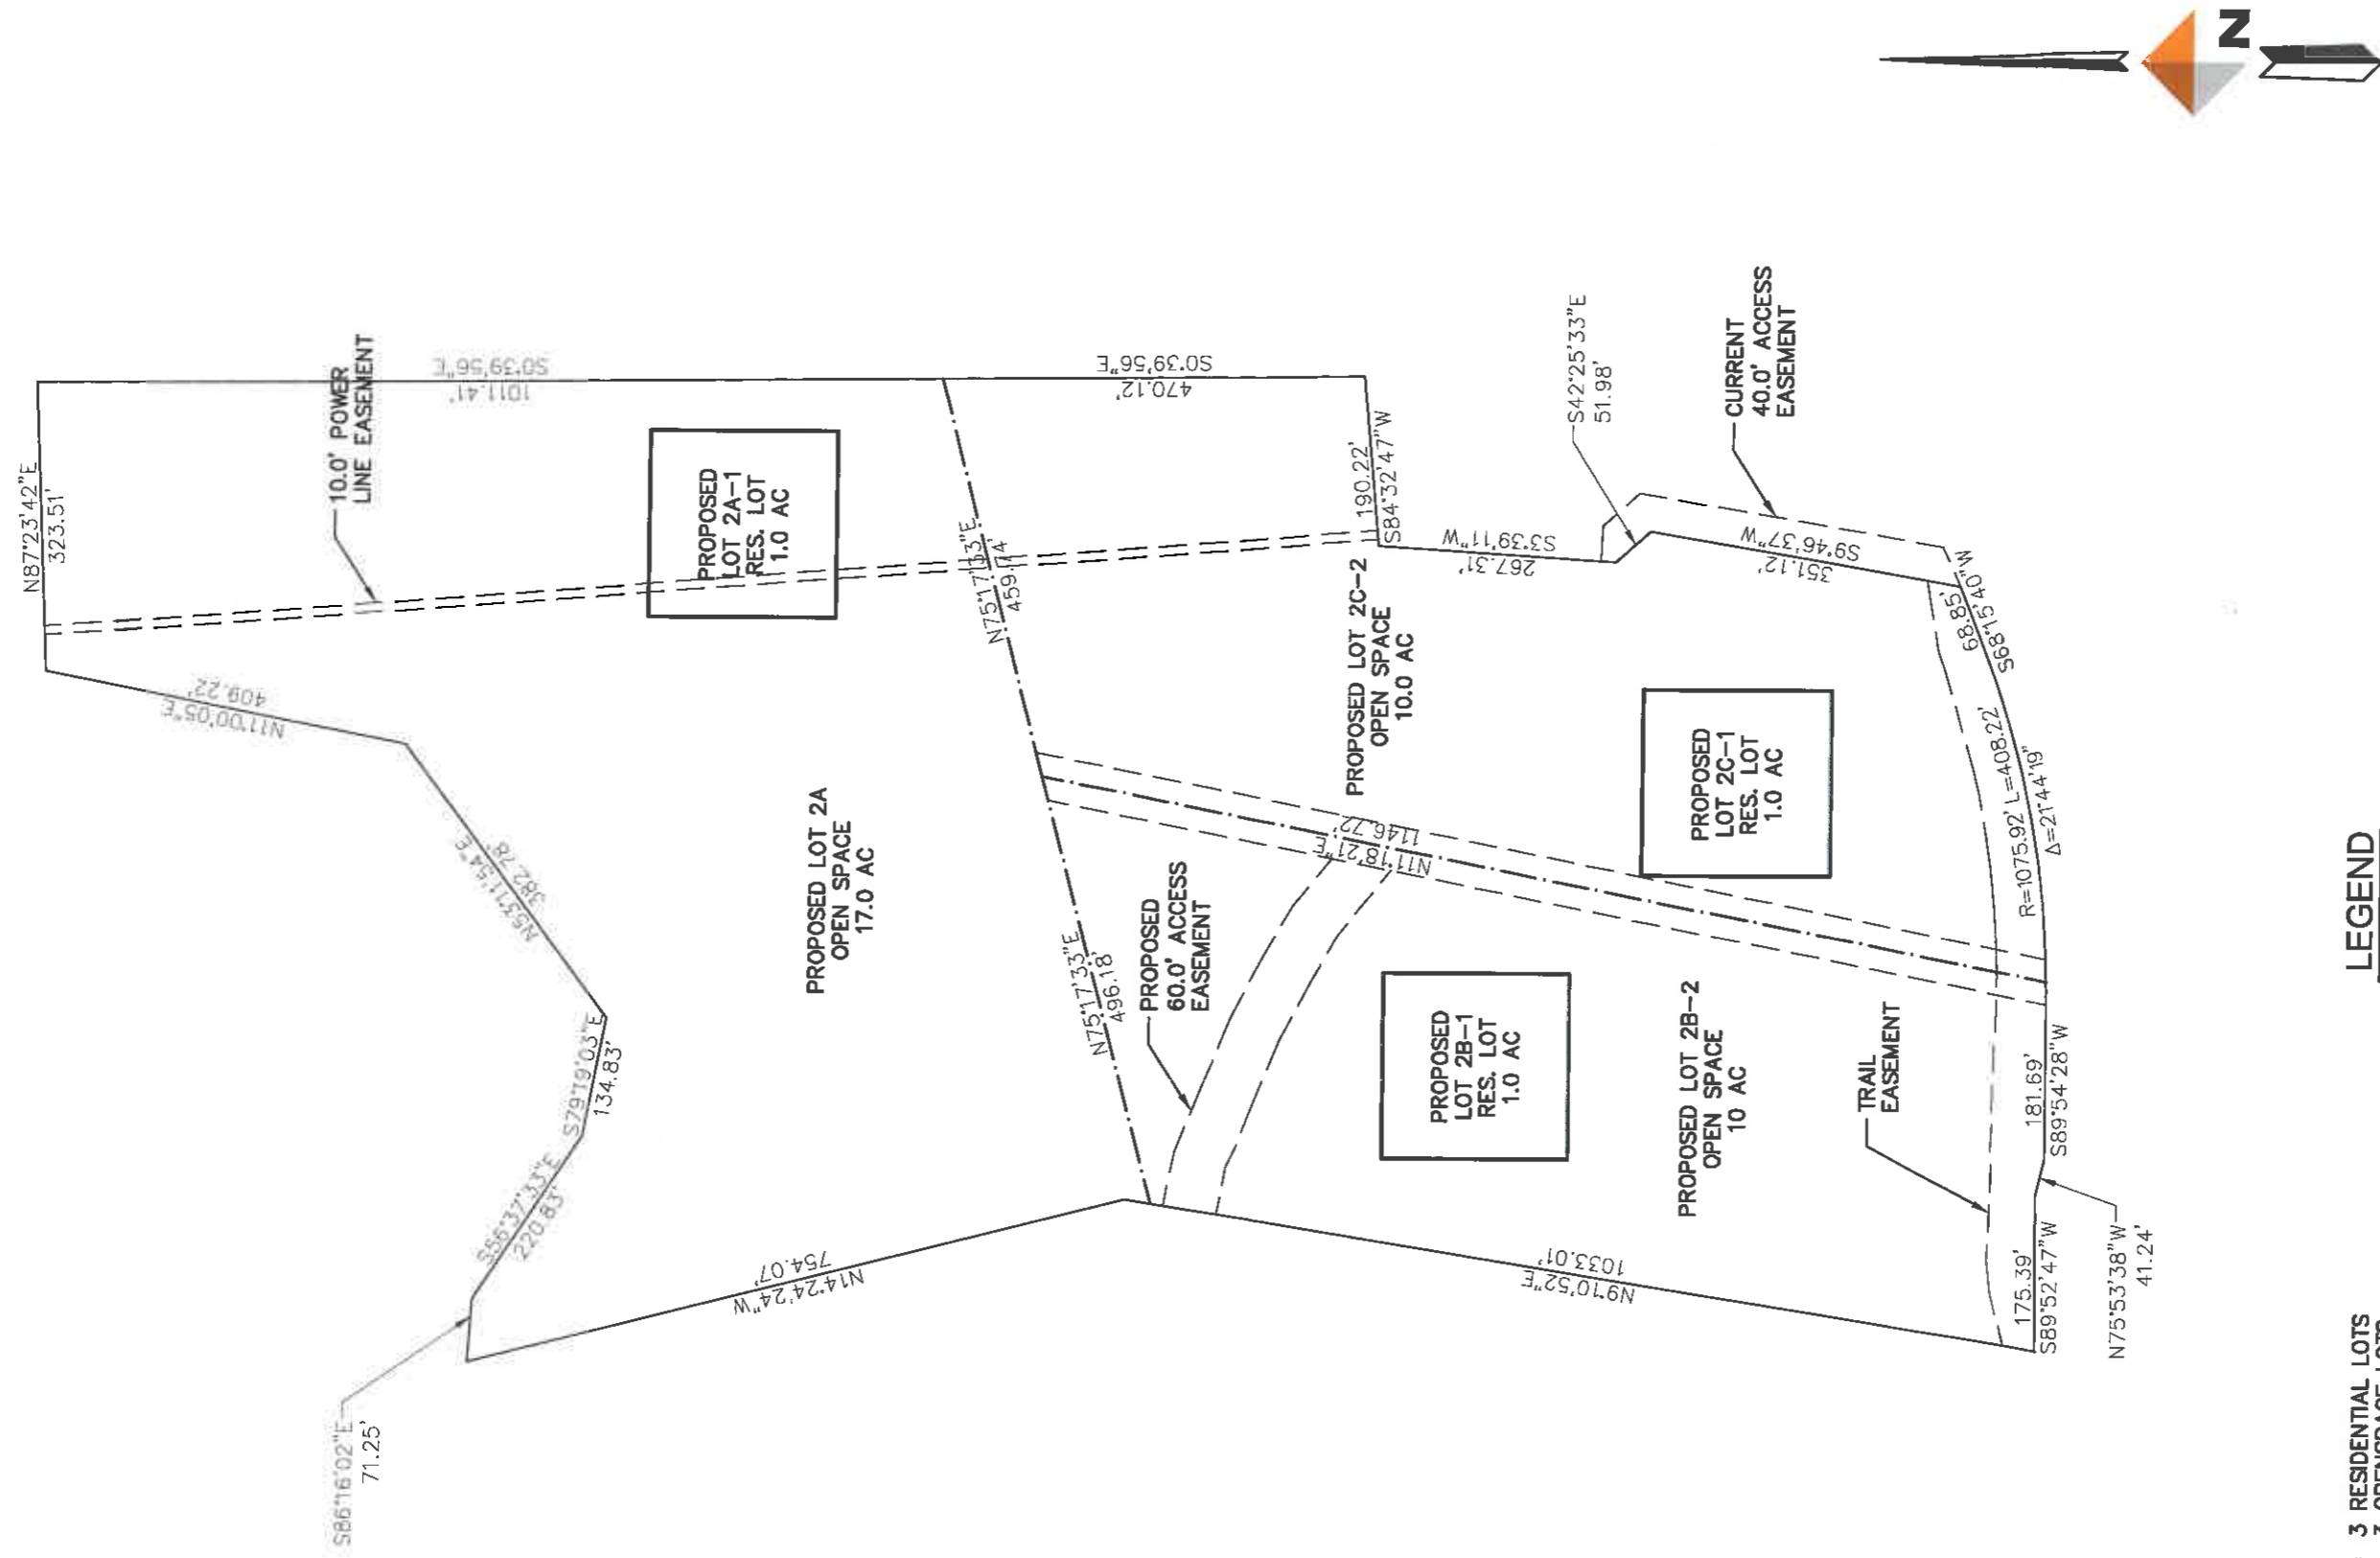 N87°23'42"E
323.51'
10.0' POWER
LINE EASEMENT
S0°39'56"E
1011.41'
N11°00'05"E
409.22'
N53°11'54"E
382.78'
S79°19'03"E
134.83'
S56°37'33"E
220.83'
S86°16'02"E
71.25'
N14°24'24"W
754.07'
PROPOSED
LOT 2A-1
RES. LOT
1.0 AC
PROPOSED LOT 2A
OPEN SPACE
17.0 AC
N75°17'33"E
459.74'
N75°17'33"E
496.18'
S0°39'56"E
470.12'
190.22'
S84°32'47"W
PROPOSED LOT 2C-2
OPEN SPACE
10.0 AC
S3°39'11"W
267.31'
S42°25'33"E
51.98'
CURRENT
40.0' ACCESS
EASEMENT
S9°46'37"W
351.12'
68.85'
S68°15'40"W
R=1075.92' L=408.22'
Δ=21°44'19"
PROPOSED
LOT 2C-1
RES. LOT
1.0 AC
1146.72'
N11°18'21"E
PROPOSED
60.0' ACCESS
EASEMENT
PROPOSED
LOT 2B-1
RES. LOT
1.0 AC
PROPOSED LOT 2B-2
OPEN SPACE
10 AC
TRAIL
EASEMENT
1033.01'
N9°10'52"E
175.39'
S89°52'47"W
181.69'
S89°54'28"W
N75°53'38"W
41.24'
N
LEGEND
3 RESIDENTIAL LOTS
3 OPENSPACE LOTS